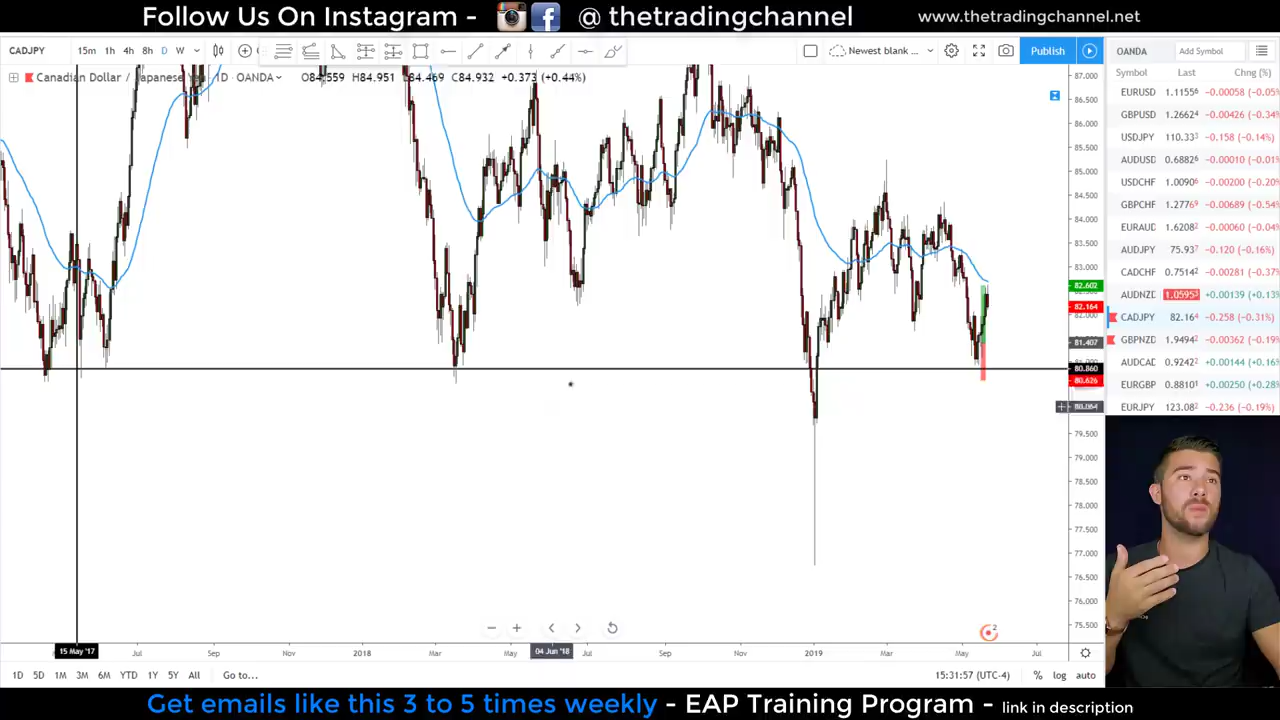 Follow Us On Instagram - @ thetradingchannel
www.thetradingchannel.net
CADJPY 15m 1h 4h 8h D W
Newest blank ...
Publish
Canadian Dollar / Japanese Yen, 1D, OANDA O84.559 H84.951 L84.469 C84.932 +0.373 (+0.44%)
87.000
86.500
86.000
85.500
85.000
84.500
84.000
83.500
83.000
82.602
82.164
82.000
81.407
80.860
80.626
80.064
79.500
79.000
78.500
78.000
77.500
77.000
76.500
76.000
75.500
15 May '17 Jul Sep Nov 2018 Mar May 04 Jun '18 Jul Sep Nov 2019 Mar May Jul
2
1D 5D 1M 3M 6M YTD 1Y 5Y All Go to... 15:31:57 (UTC-4) % log auto
OANDA Add Symbol
Symbol Last Chng (%)
EURUSD 1.11556 -0.00058 (-0.05%
GBPUSD 1.26624 -0.00426 (-0.34%
USDJPY 110.333 -0.158 (-0.14%)
AUDUSD 0.68826 -0.00010 (-0.01%
USDCHF 1.00906 -0.00200 (-0.20%
GBPCHF 1.27769 -0.00689 (-0.54%
EURAUD 1.62082 -0.00060 (-0.04%
AUDJPY 75.937 -0.120 (-0.16%)
CADCHF 0.75142 -0.00281 (-0.37%
AUDNZD 1.05953 +0.00139 (+0.13%
CADJPY 82.164 -0.258 (-0.31%)
GBPNZD 1.94942 -0.00362 (-0.19%
AUDCAD 0.92422 +0.00144 (+0.16%
EURGBP 0.88101 +0.00250 (+0.28%
EURJPY 123.082 -0.236 (-0.19%)
Get emails like this 3 to 5 times weekly - EAP Training Program - link in description